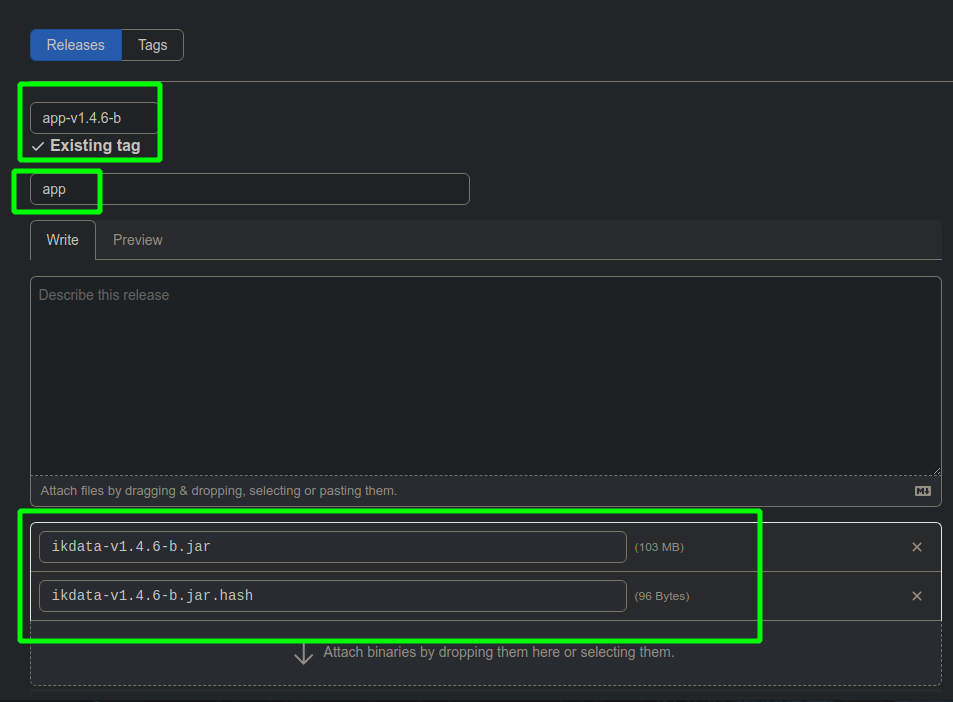 Releases Tags
app-v1.4.6-b
Existing tag
app
Write Preview
Describe this release
Attach files by dragging & dropping, selecting or pasting them.
ikdata-v1.4.6-b.jar (103 MB)
ikdata-v1.4.6-b.jar.hash (96 Bytes)
Attach binaries by dropping them here or selecting them.